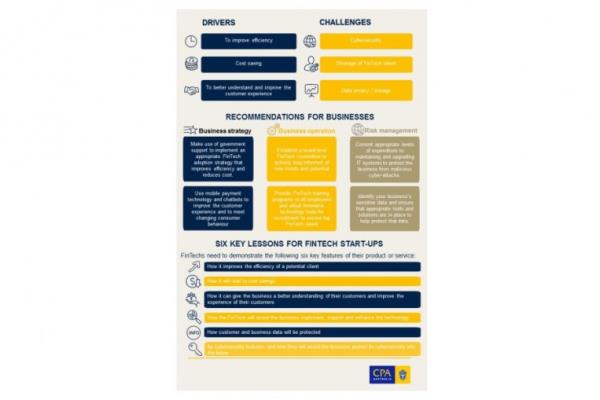 DRIVERS
CHALLENGES
To improve efficiency
Cybersecurity
Cost saving
Shortage of FinTech talent
To better understand and improve the
customer experience
Data privacy / storage
RECOMMENDATIONS FOR BUSINESSES
Business strategy
Business operation
Risk management
Make use of government
support to implement an
appropriate FinTech
adoption strategy that
improves efficiency and
reduces cost.
Establish a board-level
FinTech committee to
actively stay informed of
new trends and potential
Commit appropriate levels
of expenditure to
maintaining and upgrading
IT systems to protect the
business from malicious
cyber-attacks.
Use mobile payment
technology and chatbots to
improve the customer
experience and to meet
changing consumer
behaviour
Provide FinTech training
programs to all employees
and adopt innovative
technology tools for
recruitment to secure top
FinTech talent
Identify your business's
sensitive data and ensure
that appropriate tools and
solutions are in place to
help protect that data.
SIX KEY LESSONS FOR FINTECH START-UPS
FinTechs need to demonstrate the following six key features of their product or service:
How it improves the efficiency of a potential client
How it will lead to cost savings
How it can give the business a better understanding of their customers and improve the
experience of their customers
How the FinTech will assist the business implement, support and enhance the technology
INFO
How customer and business data will be protected
Its cybersecurity features, and how they will assist the business protect its cybersecurity into
the future
CPA
AUSTRALIA